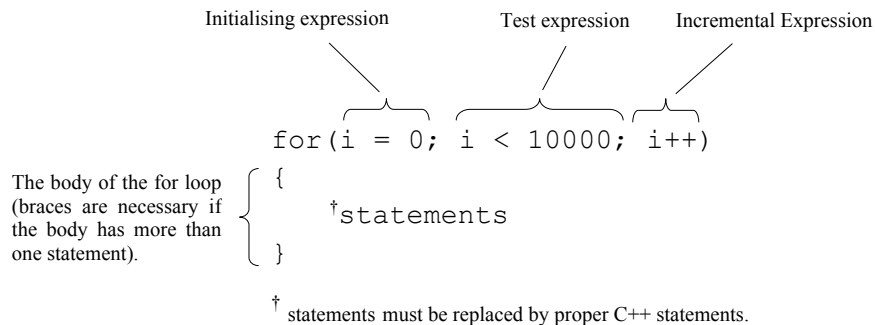 Initialising expression Test expression Incremental Expression
for(i = 0; i < 10000; i++)
{
The body of the for loop
(braces are necessary if
the body has more than
one statement).
†statements
}
† statements must be replaced by proper C++ statements.